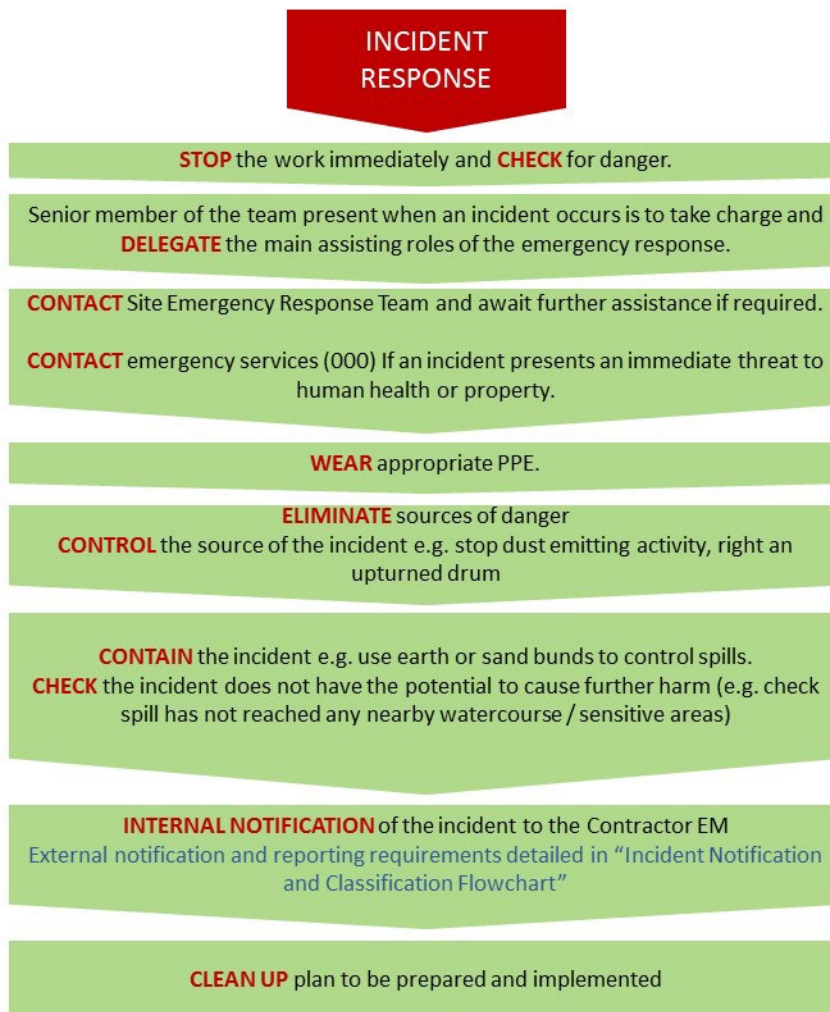 INCIDENT
RESPONSE
STOP the work immediately and CHECK for danger.
Senior member of the team present when an incident occurs is to take charge and
DELEGATE the main assisting roles of the emergency response.
CONTACT Site Emergency Response Team and await further assistance if required.
CONTACT emergency services (000) If an incident presents an immediate threat to
human health or property.
WEAR appropriate PPE.
ELIMINATE sources of danger
CONTROL the source of the incident e.g. stop dust emitting activity, right an
upturned drum
CONTAIN the incident e.g. use earth or sand bunds to control spills.
CHECK the incident does not have the potential to cause further harm (e.g. check
spill has not reached any nearby watercourse / sensitive areas)
INTERNAL NOTIFICATION of the incident to the Contractor EM
External notification and reporting requirements detailed in “Incident Notification
and Classification Flowchart”
CLEAN UP plan to be prepared and implemented